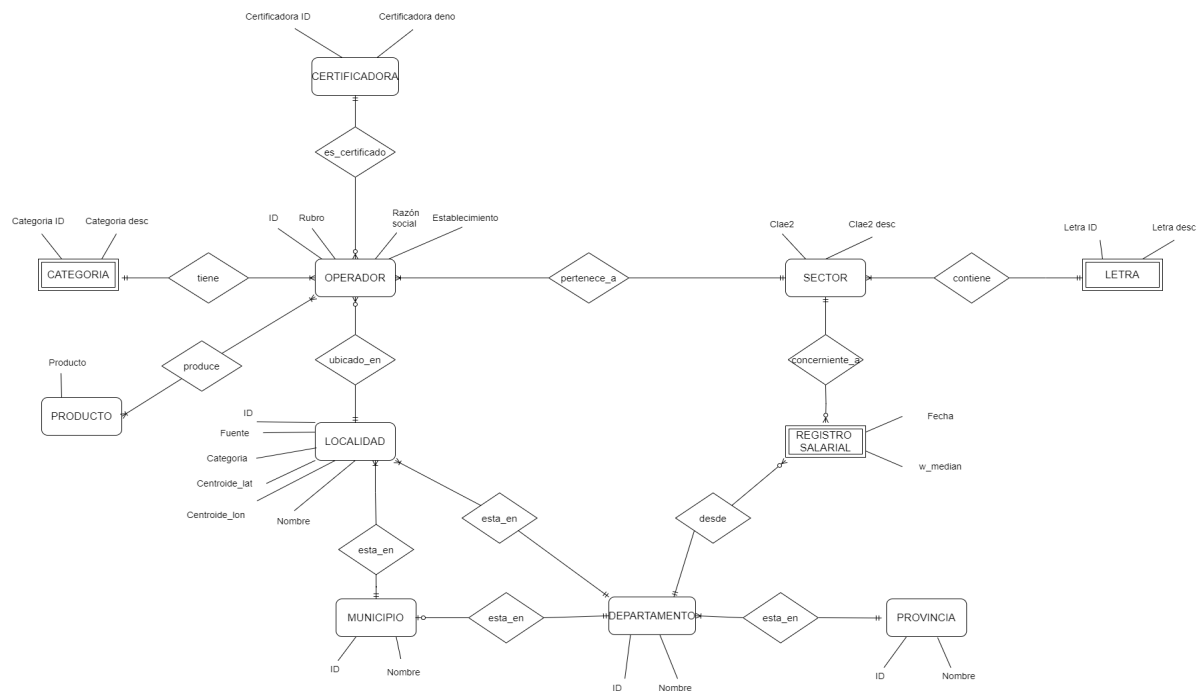 Certificadora ID
Certificadora deno
CERTIFICADORA
es_certificado
Categoria ID
Categoria desc
ID
Rubro
Razón
social
Establecimiento
Clae2
Clae2 desc
Letra ID
Letra desc
CATEGORIA
tiene
OPERADOR
pertenece_a
SECTOR
contiene
LETRA
Producto
produce
ubicado_en
concerniente_a
PRODUCTO
ID
Fuente
Categoria
Centroide_lat
Centroide_lon
Nombre
LOCALIDAD
REGISTRO
SALARIAL
Fecha
w_median
esta_en
desde
esta_en
MUNICIPIO
esta_en
DEPARTAMENTO
esta_en
PROVINCIA
ID
Nombre
ID
Nombre
ID
Nombre